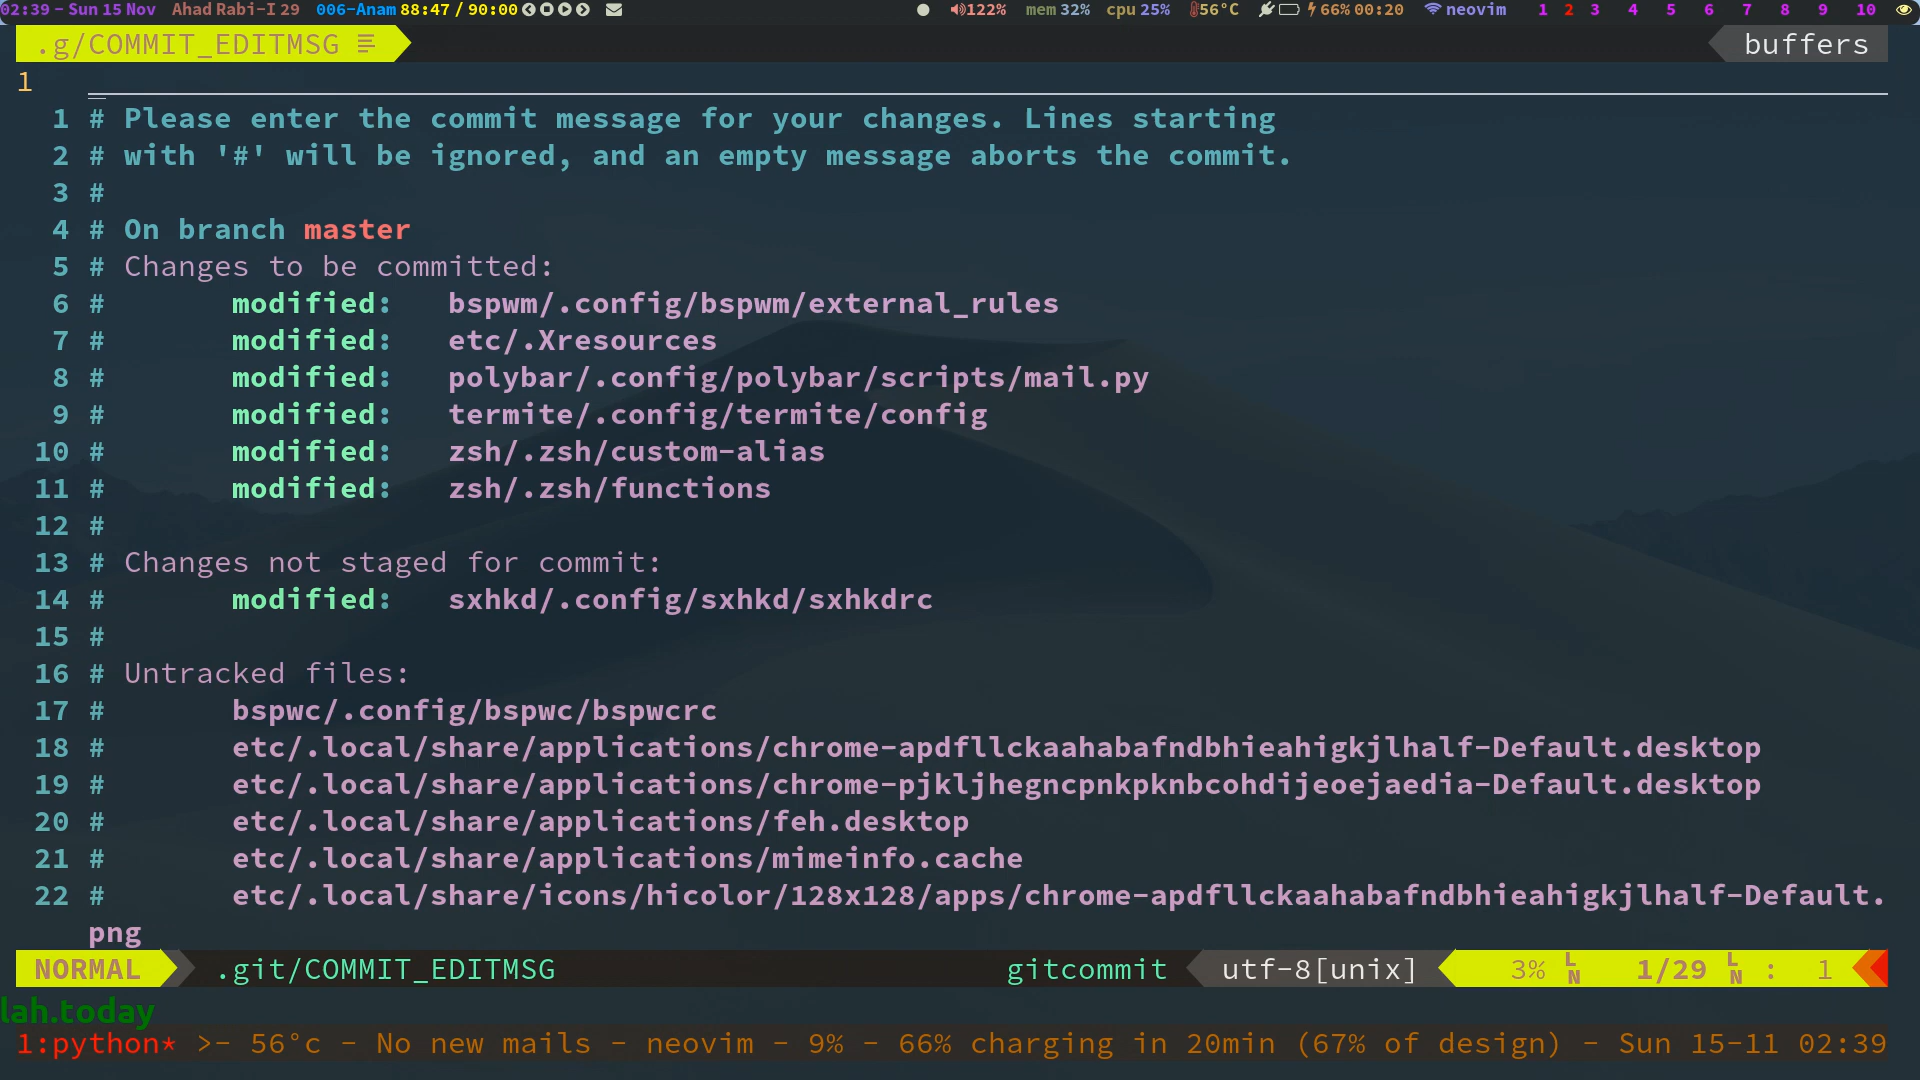 02:39 - Sun 15 Nov Ahad Rabi-I 29 006-Anam 88:47 / 90:00 122% mem 32% cpu 25% 56°C 66% 00:20 neovim 1 2 3 4 5 6 7 8 9 10
.g/COMMIT_EDITMSG buffers
1
1 # Please enter the commit message for your changes. Lines starting
2 # with '#' will be ignored, and an empty message aborts the commit.
3 #
4 # On branch master
5 # Changes to be committed:
6 # modified: bspwm/.config/bspwm/external_rules
7 # modified: etc/.Xresources
8 # modified: polybar/.config/polybar/scripts/mail.py
9 # modified: termite/.config/termite/config
10 # modified: zsh/.zsh/custom-alias
11 # modified: zsh/.zsh/functions
12 #
13 # Changes not staged for commit:
14 # modified: sxhkd/.config/sxhkd/sxhkdrc
15 #
16 # Untracked files:
17 # bspwc/.config/bspwc/bspwcrc
18 # etc/.local/share/applications/chrome-apdfllckaahabafndbhieahigkjlhalf-Default.desktop
19 # etc/.local/share/applications/chrome-pjkljhegncpnkpknbcohdijeoejaedia-Default.desktop
20 # etc/.local/share/applications/feh.desktop
21 # etc/.local/share/applications/mimeinfo.cache
22 # etc/.local/share/icons/hicolor/128x128/apps/chrome-apdfllckaahabafndbhieahigkjlhalf-Default.
png
NORMAL .git/COMMIT_EDITMSG gitcommit utf-8[unix] 3% LN 1/29 LN : 1
lah.today
1:python* >- 56°c - No new mails - neovim - 9% - 66% charging in 20min (67% of design) - Sun 15-11 02:39